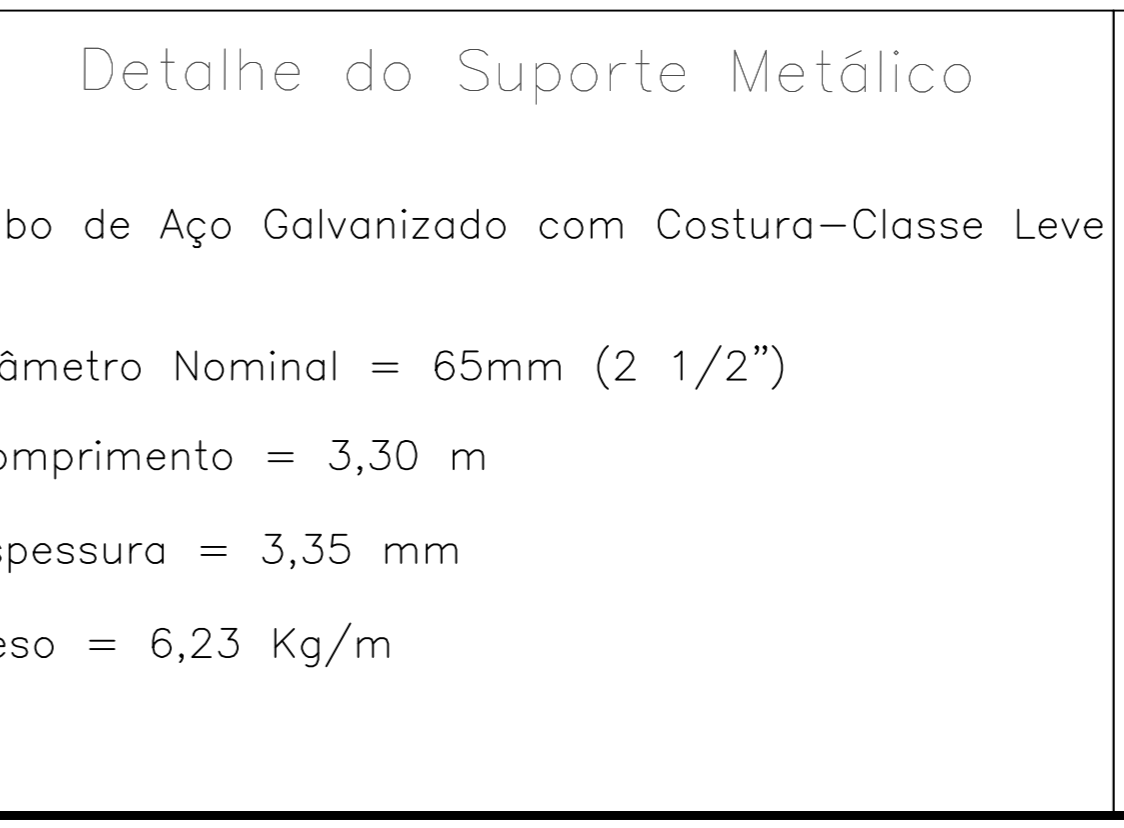 Detalhe do Suporte Metálico
bo de Aço Galvanizado com Costura-Classe Leve
âmetro Nominal = 65mm (2 1/2")
omprimento = 3,30 m
spessura = 3,35 mm
eso = 6,23 Kg/m